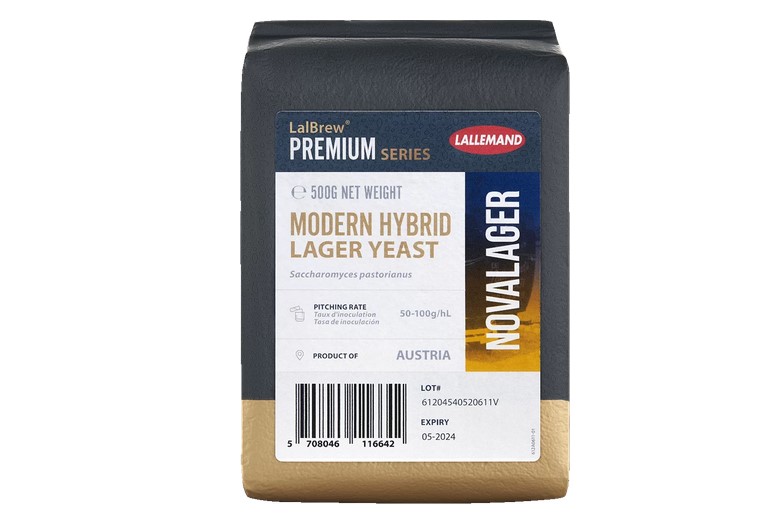 LalBrew®
PREMIUM SERIES
LALLEMAND
℮ 500G NET WEIGHT
MODERN HYBRID
LAGER YEAST
Saccharomyces pastorianus
NOVALAGER
PITCHING RATE
Taux d'inoculation
Tasa de inoculación
50-100g/hL
PRODUCT OF
AUSTRIA
LOT#
61204540520611V
EXPIRY
05-2024
5 708046 116642